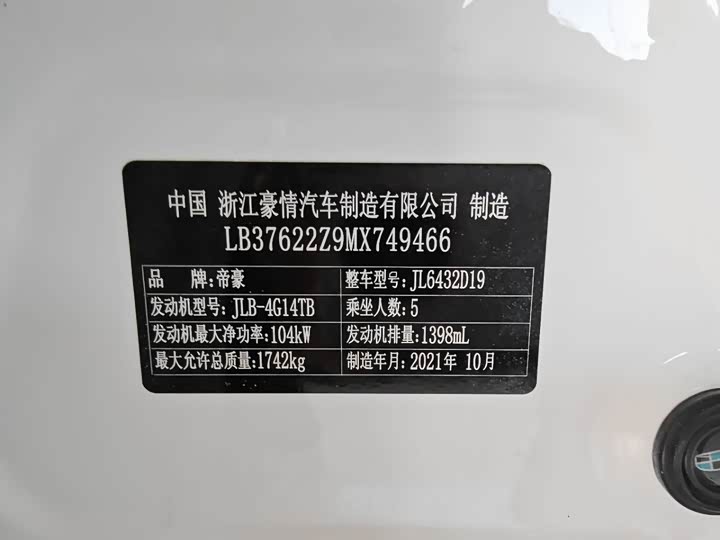 中国 浙江豪情汽车制造有限公司 制造
LB37622Z9MX749466
品 牌:帝豪 整车型号:JL6432D19
发动机型号:JLB-4G14TB 乘坐人数:5
发动机最大净功率:104kW 发动机排量:1398mL
最大允许总质量:1742kg 制造年月:2021年 10月